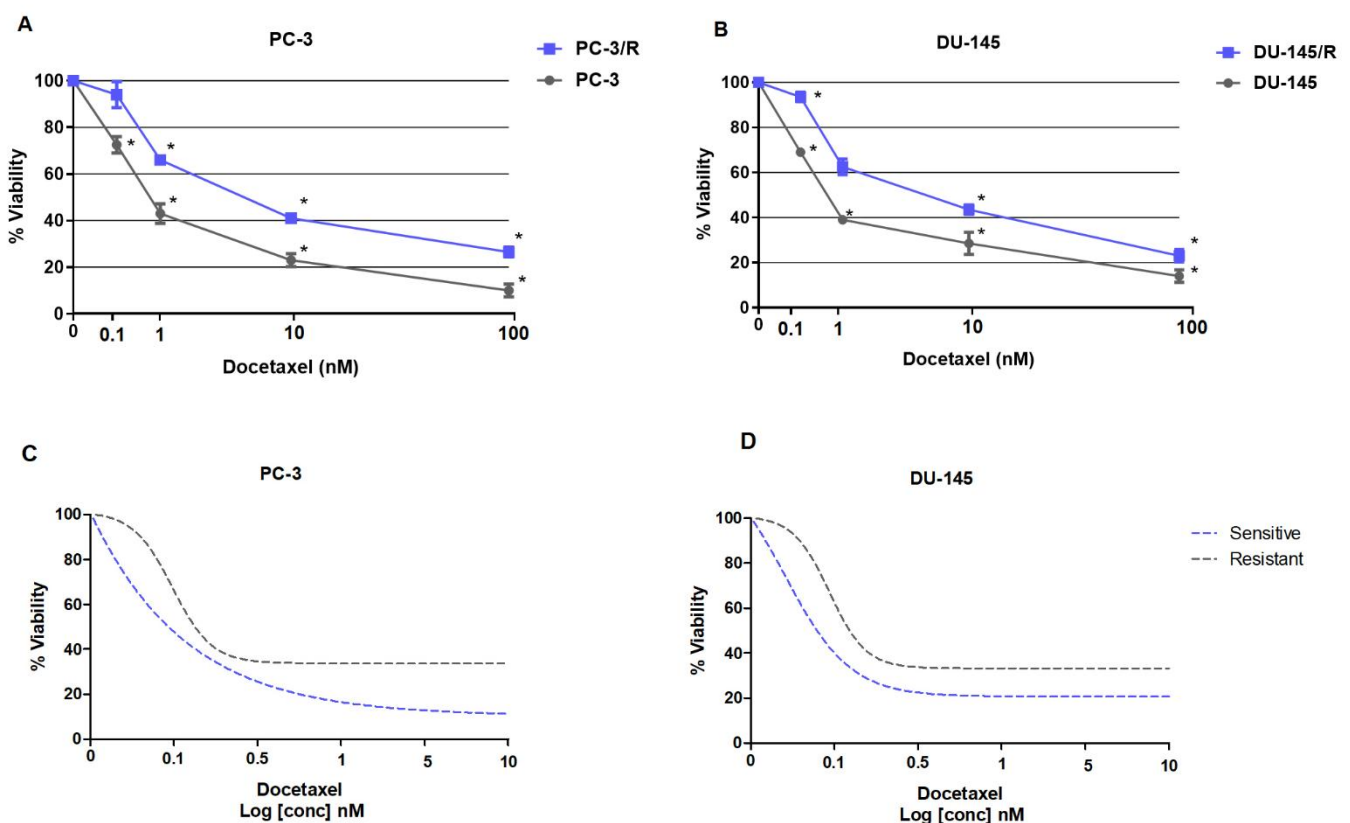 A
PC-3
PC-3/R
PC-3
100
80
60
40
20
0
% Viability
*
*
*
*
*
*
*
0 0.1 1 10 100
Docetaxel (nM)
B
DU-145
DU-145/R
DU-145
100
80
60
40
20
0
% Viability
*
*
*
*
*
*
*
0 0.1 1 10 100
Docetaxel (nM)
C
PC-3
100
80
60
40
20
0
% Viability
0 0.1 0.5 1 5 10
Docetaxel
Log [conc] nM
D
DU-145
Sensitive
Resistant
100
80
60
40
20
0
% Viability
0 0.1 0.5 1 5 10
Docetaxel
Log [conc] nM